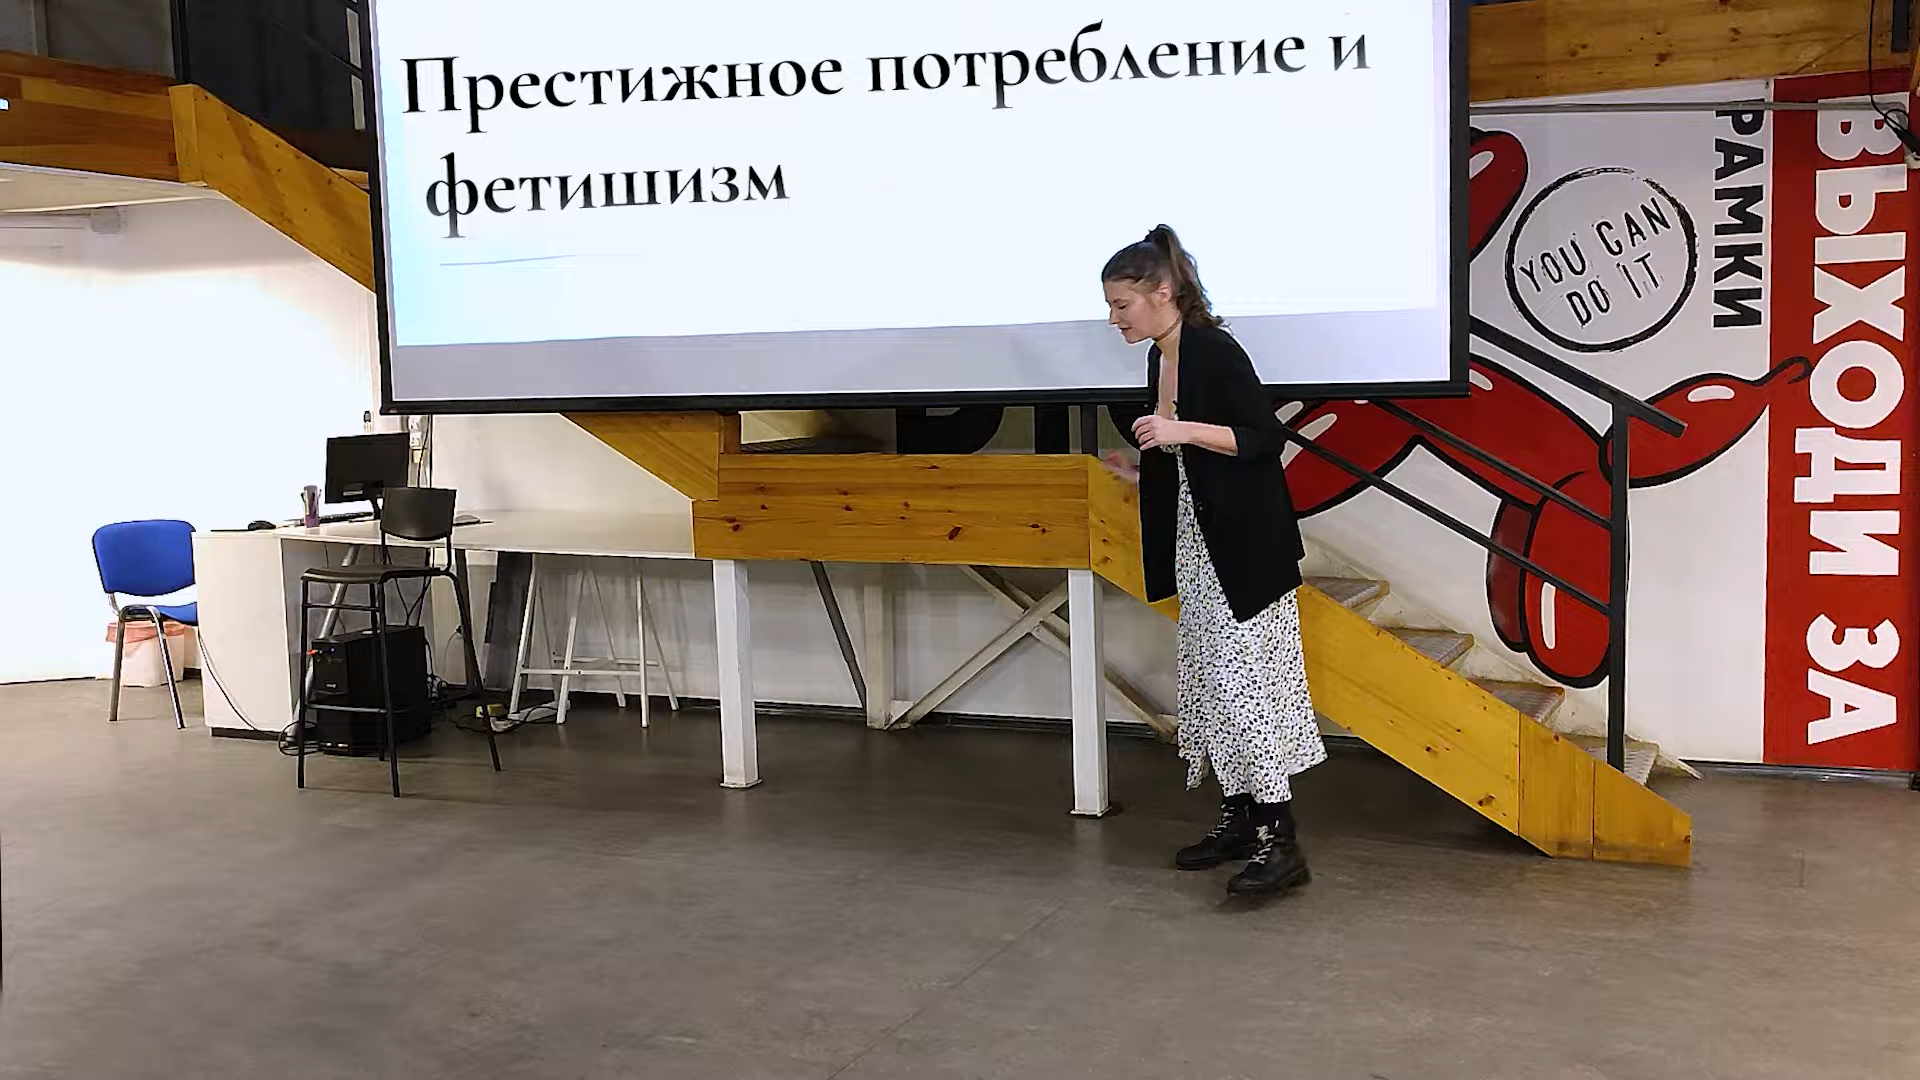 Престижное потребление и
фетишизм
YOU CAN
DO IT
РАМКИ
ВЫХОДИ ЗА